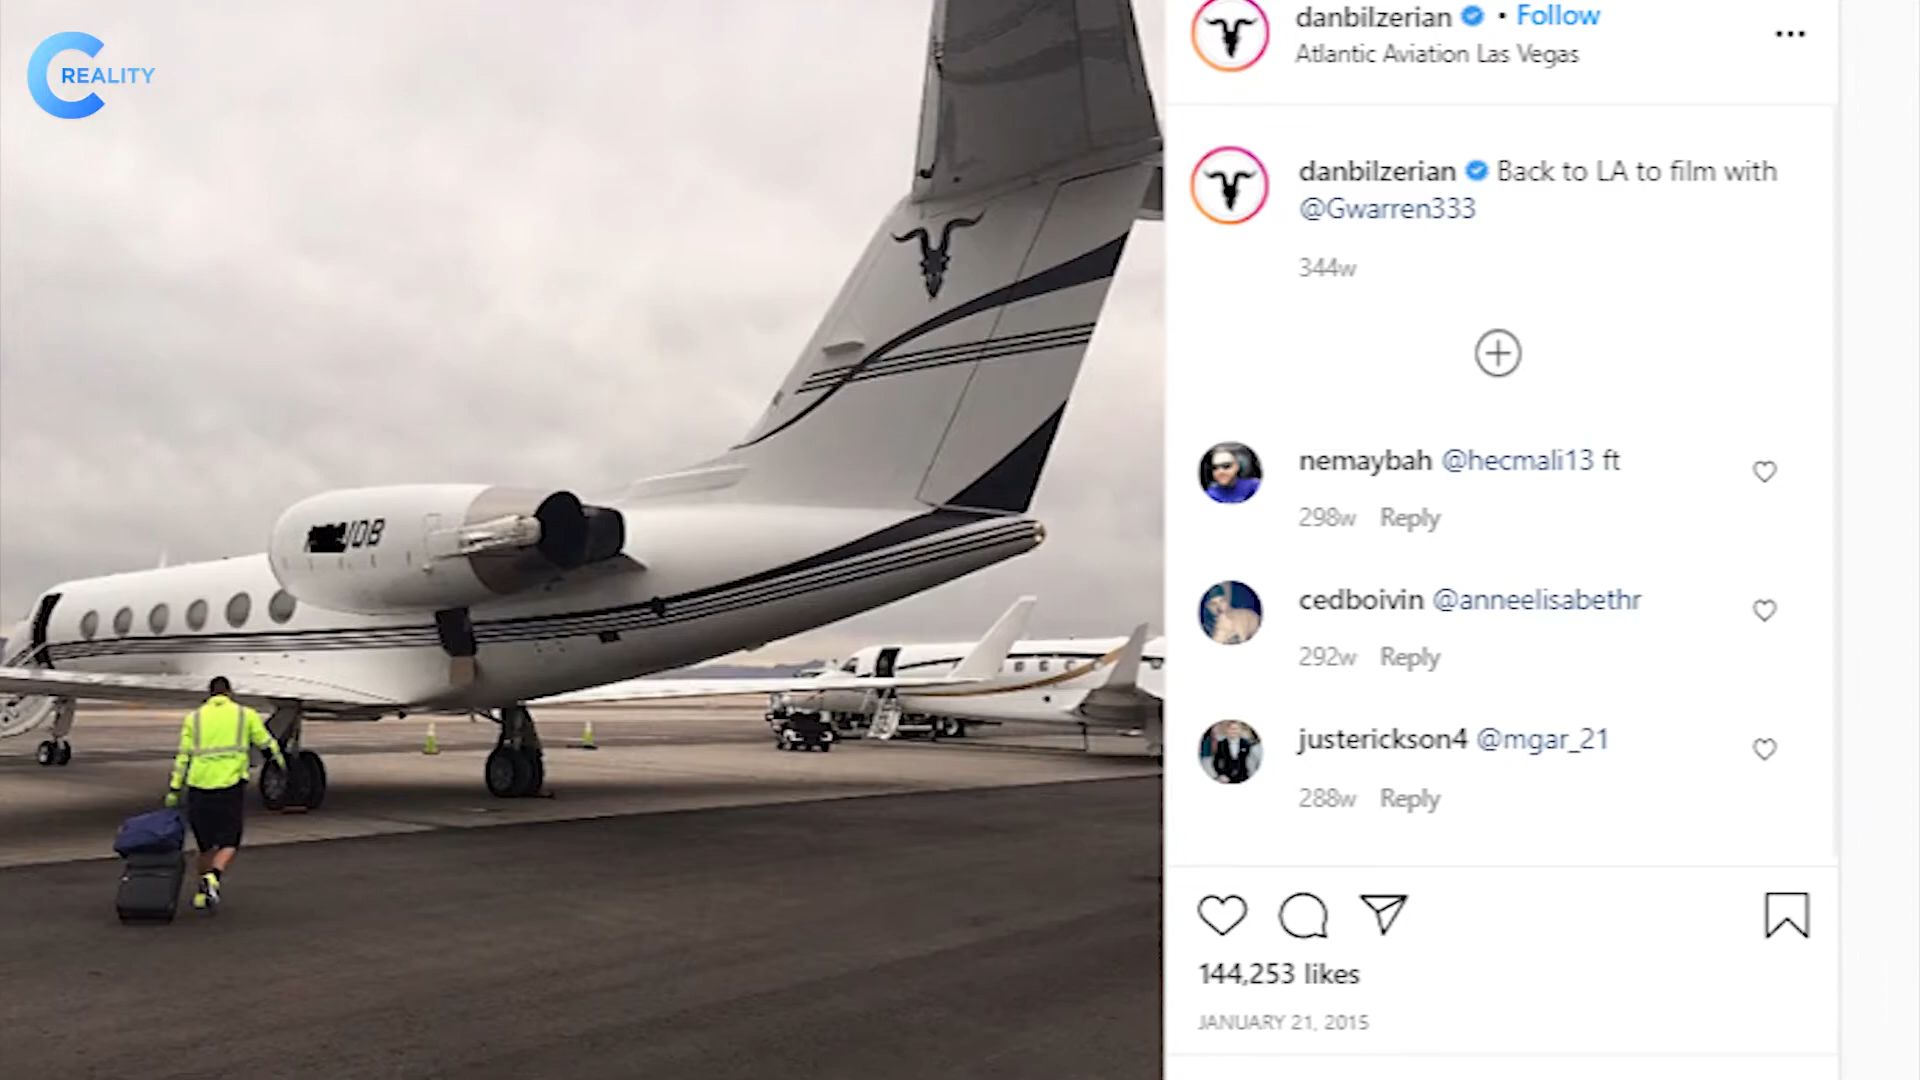 REALITY
VDB
danbilzerian • Follow
Atlantic Aviation Las Vegas
danbilzerian Back to LA to film with
@Gwarren333
344w
nemaybah @hecmali13 ft
298w Reply
cedboivin @anneelisabethr
292w Reply
justerickson4 @mgar_21
288w Reply
144,253 likes
JANUARY 21, 2015